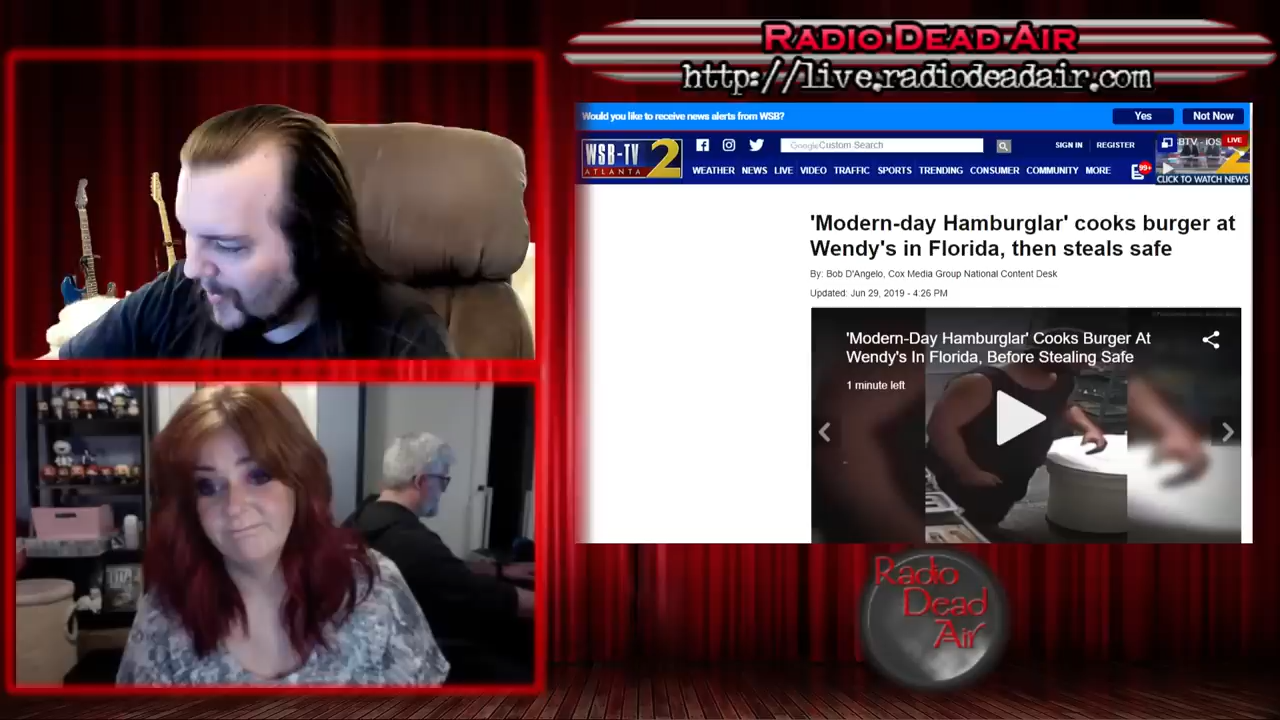 RADIO DEAD AIR
http://live.radiodeadair.com
Would you like to receive news alerts from WSB?
Yes
Not Now
WSB-TV 2
ATLANTA
Google Custom Search
SIGN IN
REGISTER
BTV - iOS
LIVE
CLICK TO WATCH NEWS
WEATHER NEWS LIVE VIDEO TRAFFIC SPORTS TRENDING CONSUMER COMMUNITY MORE
99+
'Modern-day Hamburglar' cooks burger at
Wendy's in Florida, then steals safe
By: Bob D'Angelo, Cox Media Group National Content Desk
Updated: Jun 29, 2019 - 4:26 PM
'Modern-Day Hamburglar' Cooks Burger At
Wendy's In Florida, Before Stealing Safe
1 minute left
Radio
Dead
Air